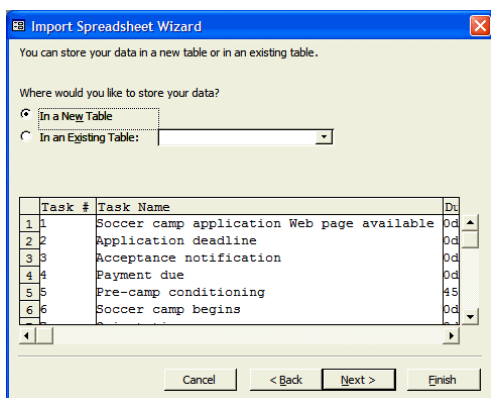 Import Spreadsheet Wizard
You can store your data in a new table or in an existing table.
Where would you like to store your data?
In a New Table
In an Existing Table:
Task # Task Name Du
1 1 Soccer camp application Web page available 0d
2 2 Application deadline 0d
3 3 Acceptance notification 0d
4 4 Payment due 0d
5 5 Pre-camp conditioning 45
6 6 Soccer camp begins 0d
Cancel < Back Next > Finish